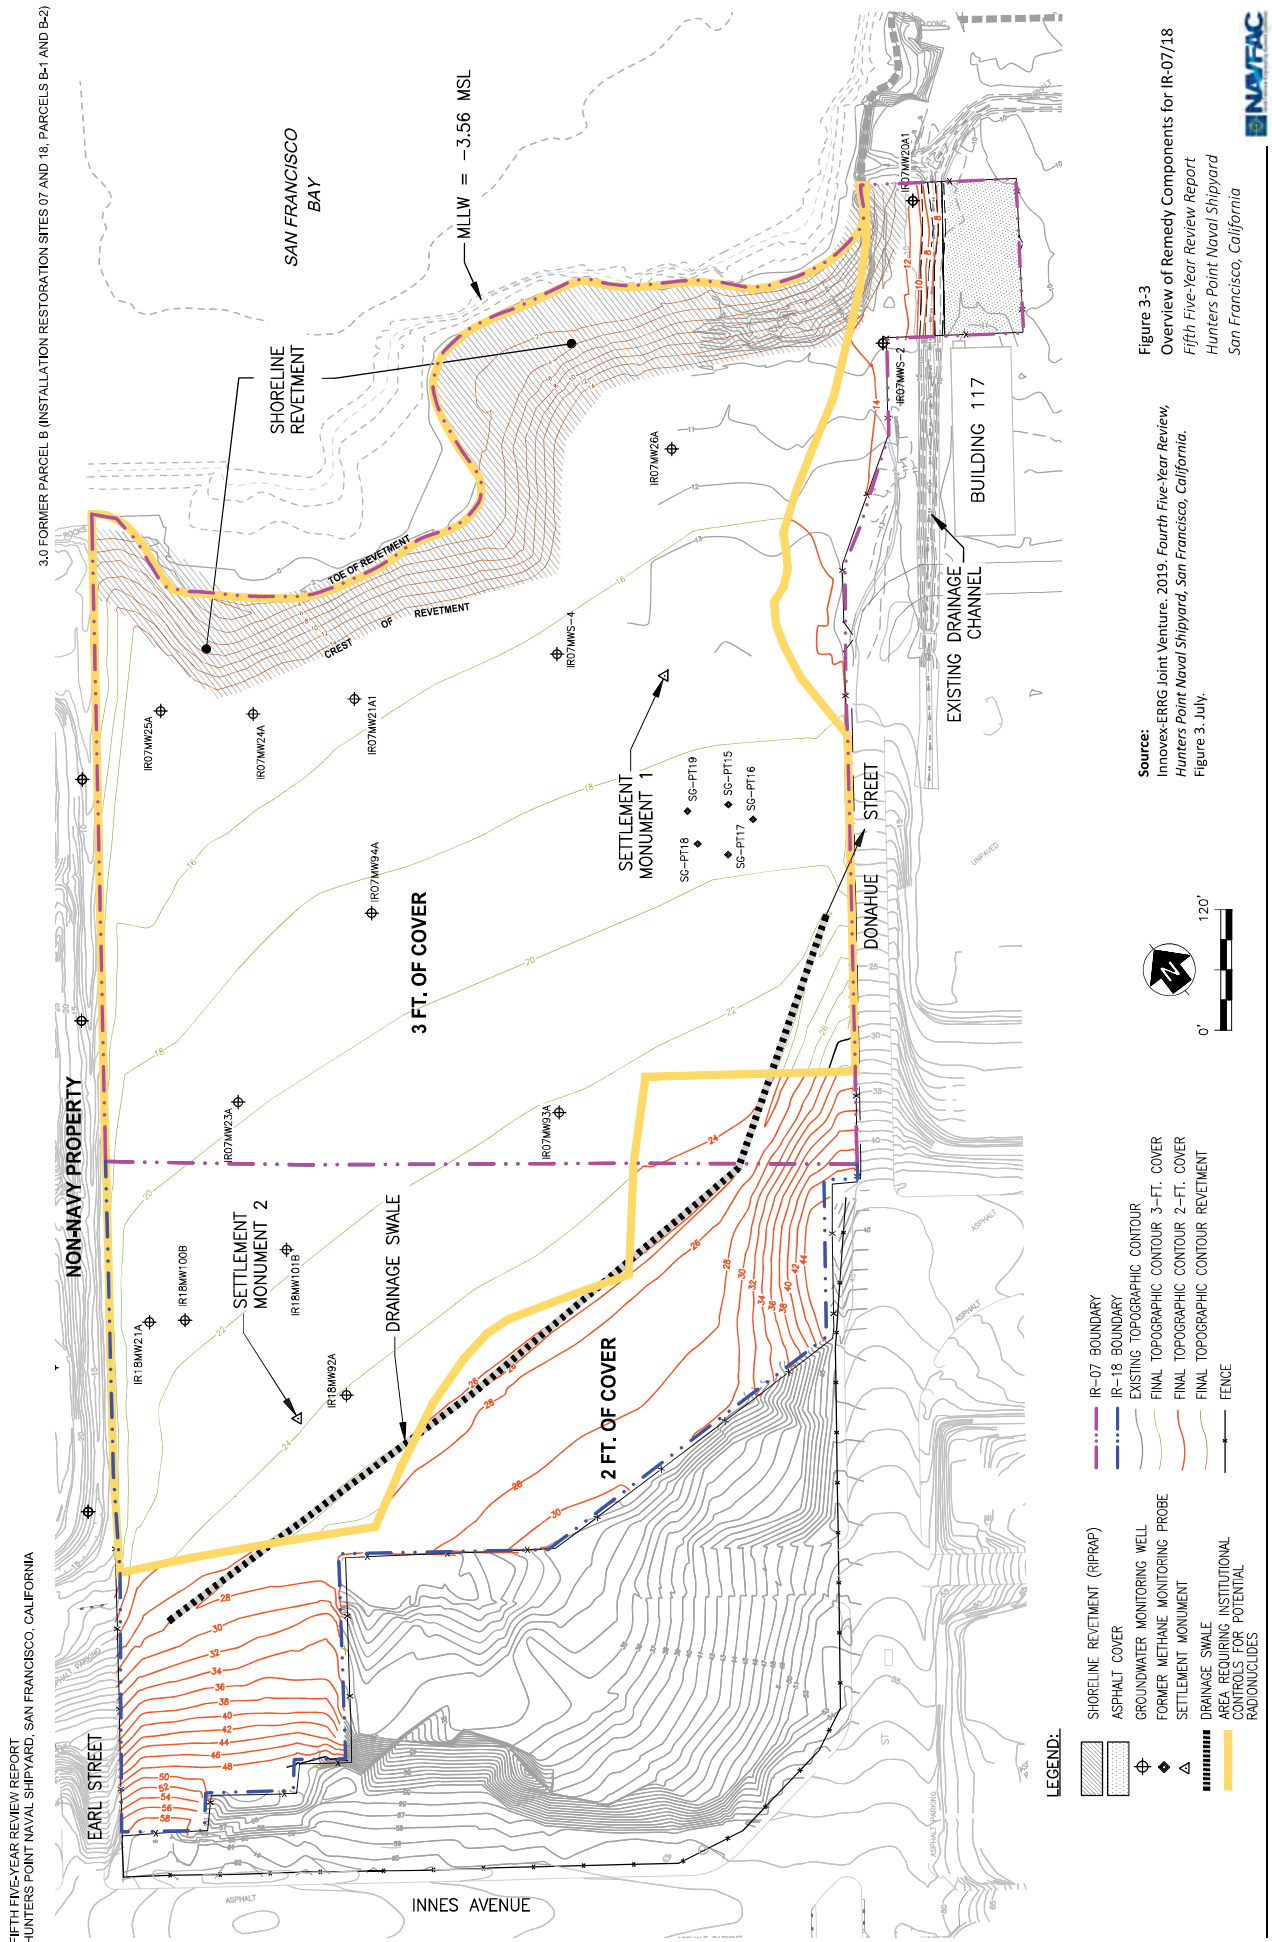 FIFTH FIVE-YEAR REVIEW REPORT
HUNTERS POINT NAVAL SHIPYARD, SAN FRANCISCO, CALIFORNIA
3.0 FORMER PARCEL B (INSTALLATION RESTORATION SITES 07 AND 18, PARCELS B-1 AND B-2)
NON-NAVY PROPERTY
SAN FRANCISCO
BAY
MLLW = -3.56 MSL
SHORELINE
REVETMENT
ROCKS
TOE OF REVETMENT
CREST OF REVETMENT
IR07MW25A
IR07MW24A
IR07MW21A1
IR07MWS-4
IR07MW26A
IR07MW20A1
IR07MWS-2
IR07MW94A
IR07MW23A
IR07MW93A
IR18MW21A
IR18MW100B
IR18MW101B
IR18MW92A
SETTLEMENT
MONUMENT 1
SETTLEMENT
MONUMENT 2
SG-PT19
SG-PT15
SG-PT16
SG-PT18
SG-PT17
3 FT. OF COVER
2 FT. OF COVER
DRAINAGE SWALE
EXISTING DRAINAGE
CHANNEL
BUILDING 117
DONAHUE STREET
EARL STREET
INNES AVENUE
UNPAVED
ASPHALT
ASPHALT
ASPHALT
ASPHALT PARKING
ST
CONC
LEGEND:
SHORELINE REVETMENT (RIPRAP)
ASPHALT COVER
GROUNDWATER MONITORING WELL
FORMER METHANE MONITORING PROBE
SETTLEMENT MONUMENT
DRAINAGE SWALE
AREA REQUIRING INSTITUTIONAL
CONTROLS FOR POTENTIAL
RADIONUCLIDES
IR-07 BOUNDARY
IR-18 BOUNDARY
EXISTING TOPOGRAPHIC CONTOUR
FINAL TOPOGRAPHIC CONTOUR 3-FT. COVER
FINAL TOPOGRAPHIC CONTOUR 2-FT. COVER
FINAL TOPOGRAPHIC CONTOUR REVETMENT
FENCE
N
0' 120'
Source:
Innovex-ERRG Joint Venture. 2019. Fourth Five-Year Review,
Hunters Point Naval Shipyard, San Francisco, California.
Figure 3. July.
Figure 3-3
Overview of Remedy Components for IR-07/18
Fifth Five-Year Review Report
Hunters Point Naval Shipyard
San Francisco, California
NAVFAC